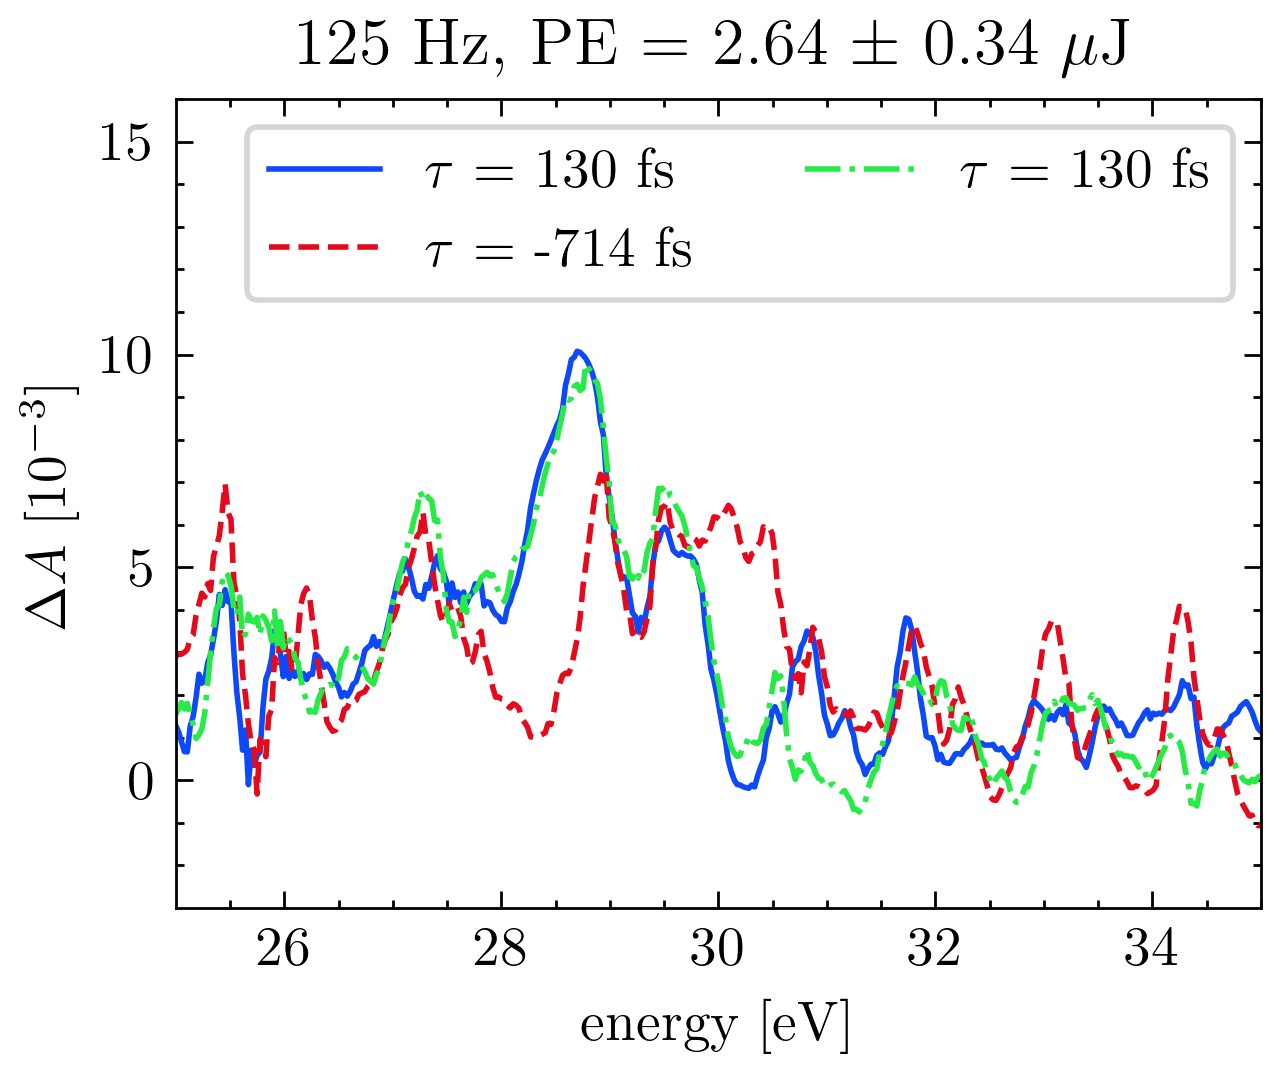 125 Hz, PE = 2.64 ± 0.34 μJ
τ = 130 fs
τ = -714 fs
τ = 130 fs
15
10
5
0
ΔA [10⁻³]
26 28 30 32 34
energy [eV]